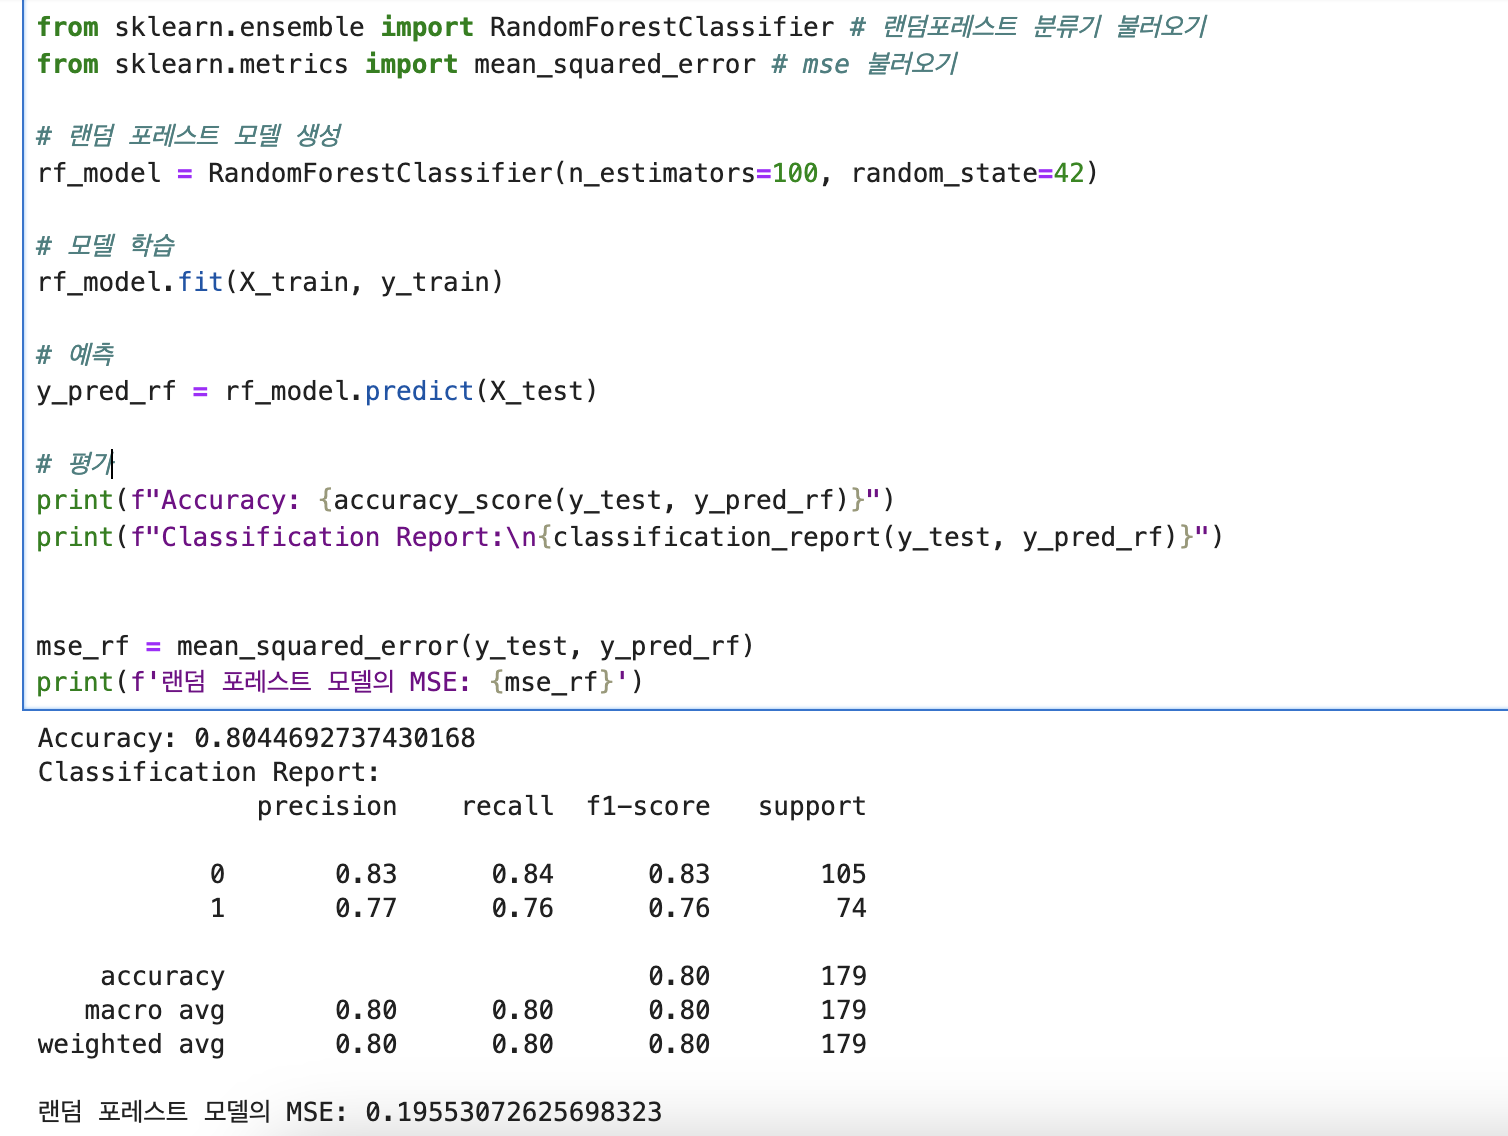 from sklearn.ensemble import RandomForestClassifier # 랜덤포레스트 분류기 불러오기
from sklearn.metrics import mean_squared_error # mse 불러오기
# 랜덤 포레스트 모델 생성
rf_model = RandomForestClassifier(n_estimators=100, random_state=42)
# 모델 학습
rf_model.fit(X_train, y_train)
# 예측
y_pred_rf = rf_model.predict(X_test)
# 평가
print(f"Accuracy: {accuracy_score(y_test, y_pred_rf)}")
print(f"Classification Report:\n{classification_report(y_test, y_pred_rf)}")
mse_rf = mean_squared_error(y_test, y_pred_rf)
print(f'랜덤 포레스트 모델의 MSE: {mse_rf}')
Accuracy: 0.8044692737430168
Classification Report:
precision recall f1-score support
0 0.83 0.84 0.83 105
1 0.77 0.76 0.76 74
accuracy 0.80 179
macro avg 0.80 0.80 0.80 179
weighted avg 0.80 0.80 0.80 179
랜덤 포레스트 모델의 MSE: 0.19553072625698323